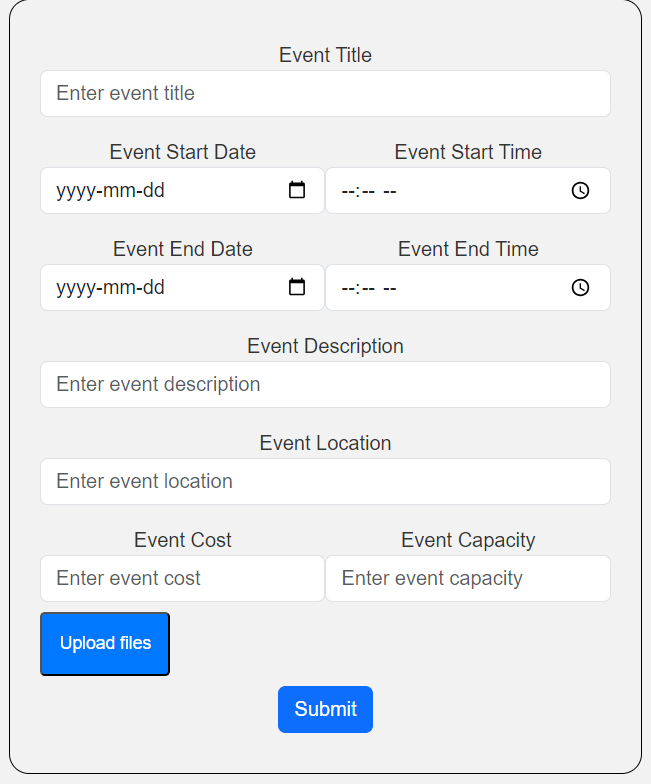 Event Title
Enter event title
Event Start Date Event Start Time
yyyy-mm-dd --:-- --
Event End Date Event End Time
yyyy-mm-dd --:-- --
Event Description
Enter event description
Event Location
Enter event location
Event Cost Event Capacity
Enter event cost Enter event capacity
Upload files
Submit